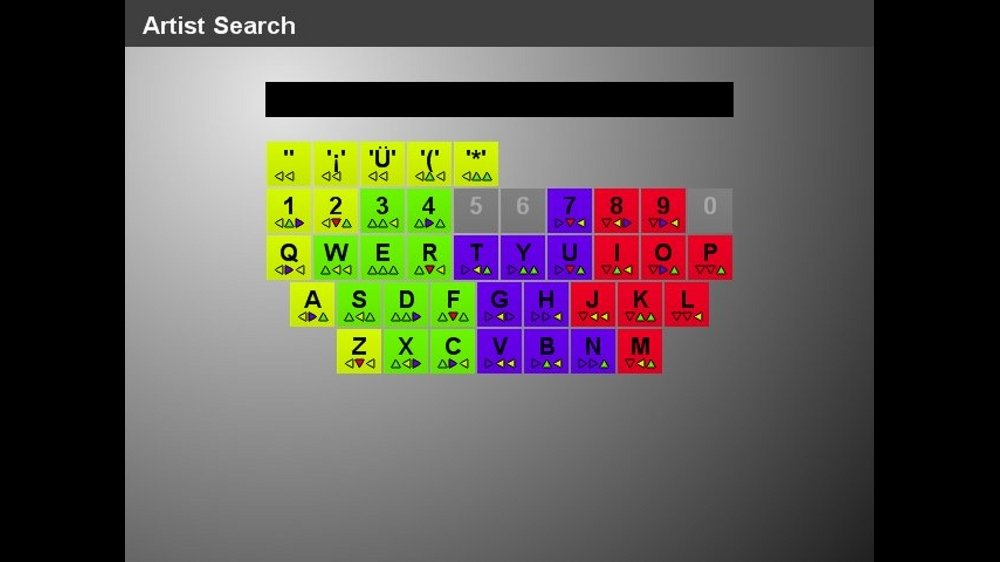 Artist Search
'' '¡' 'Ü' '(' '*'
1 2 3 4 5 6 7 8 9 0
Q W E R T Y U I O P
A S D F G H J K L
Z X C V B N M